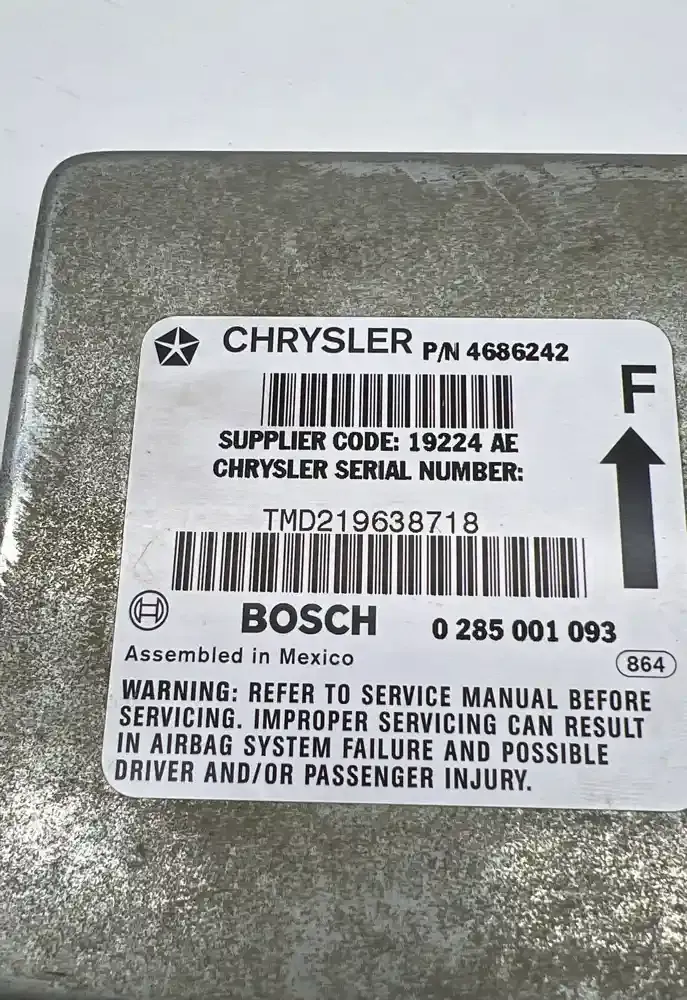 CHRYSLER P/N 4686242
F
SUPPLIER CODE: 19224 AE
CHRYSLER SERIAL NUMBER:
TMD219638718
H BOSCH 0 285 001 093
Assembled in Mexico
864
WARNING: REFER TO SERVICE MANUAL BEFORE
SERVICING. IMPROPER SERVICING CAN RESULT
IN AIRBAG SYSTEM FAILURE AND POSSIBLE
DRIVER AND/OR PASSENGER INJURY.